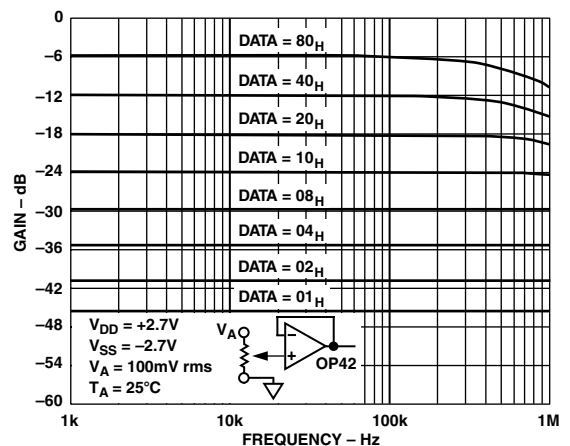 0
–6
–12
–18
–24
–30
–36
–42
–48
–54
–60
GAIN – dB
DATA = 80H
DATA = 40H
DATA = 20H
DATA = 10H
DATA = 08H
DATA = 04H
DATA = 02H
DATA = 01H
VDD = +2.7V
VSS = –2.7V
VA = 100mV rms
TA = 25°C
VA
–
+
OP42
1k
10k
100k
1M
FREQUENCY – Hz